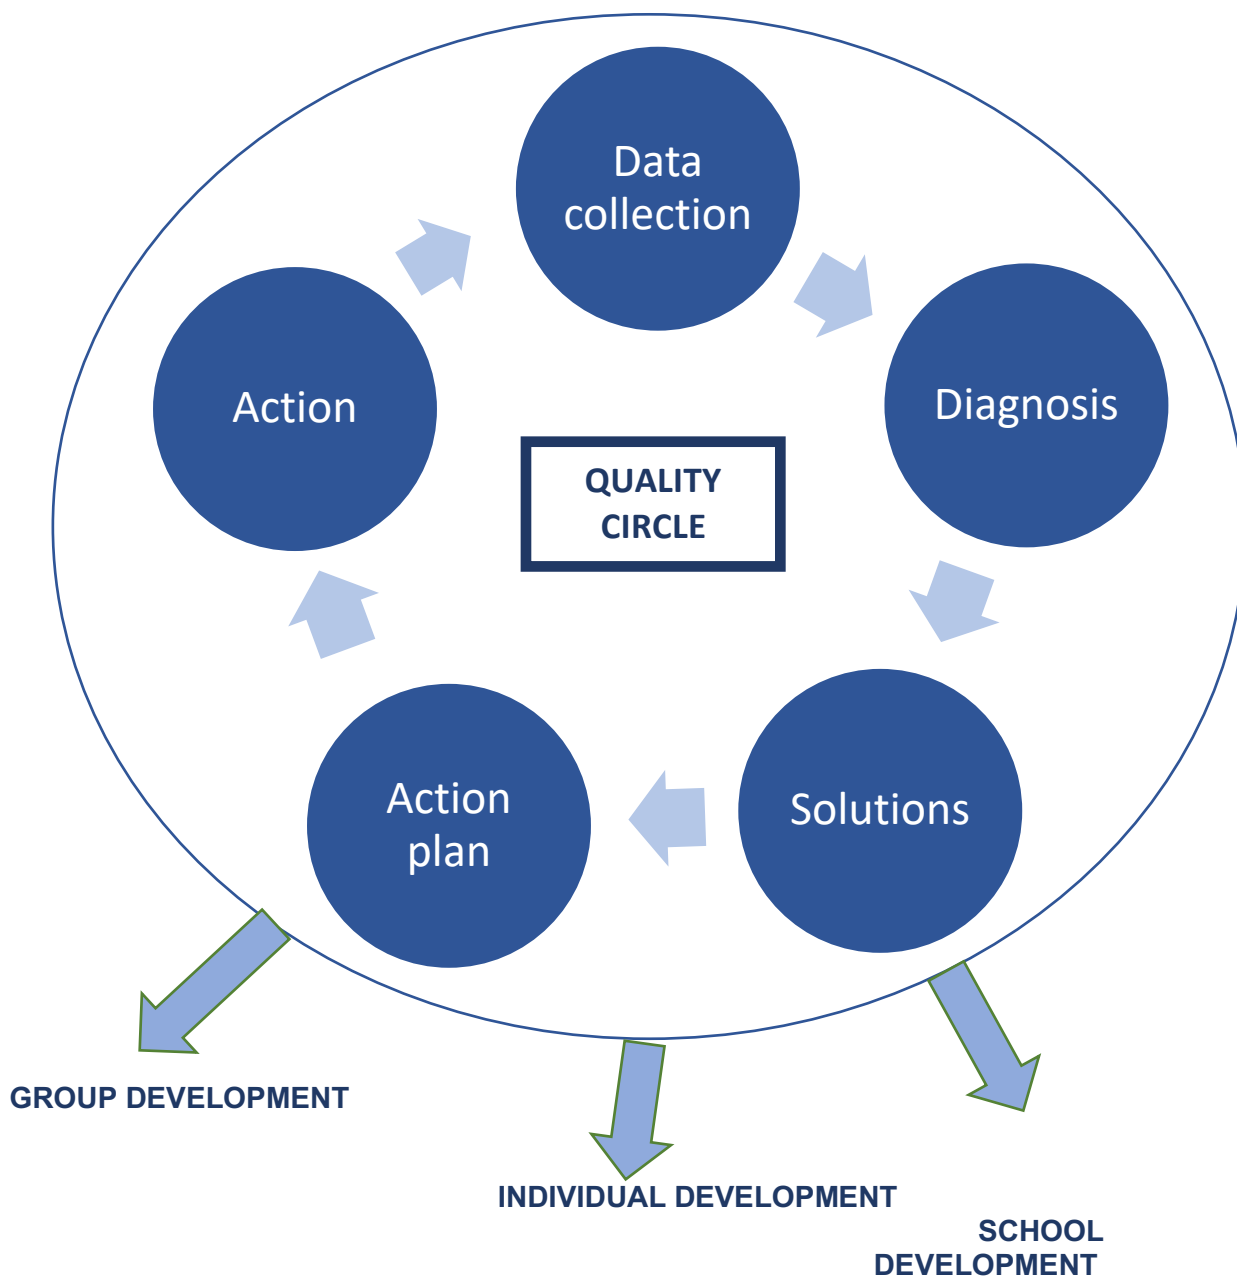 Data
collection
Action
Diagnosis
QUALITY
CIRCLE
Action
plan
Solutions
GROUP DEVELOPMENT
INDIVIDUAL DEVELOPMENT
SCHOOL
DEVELOPMENT